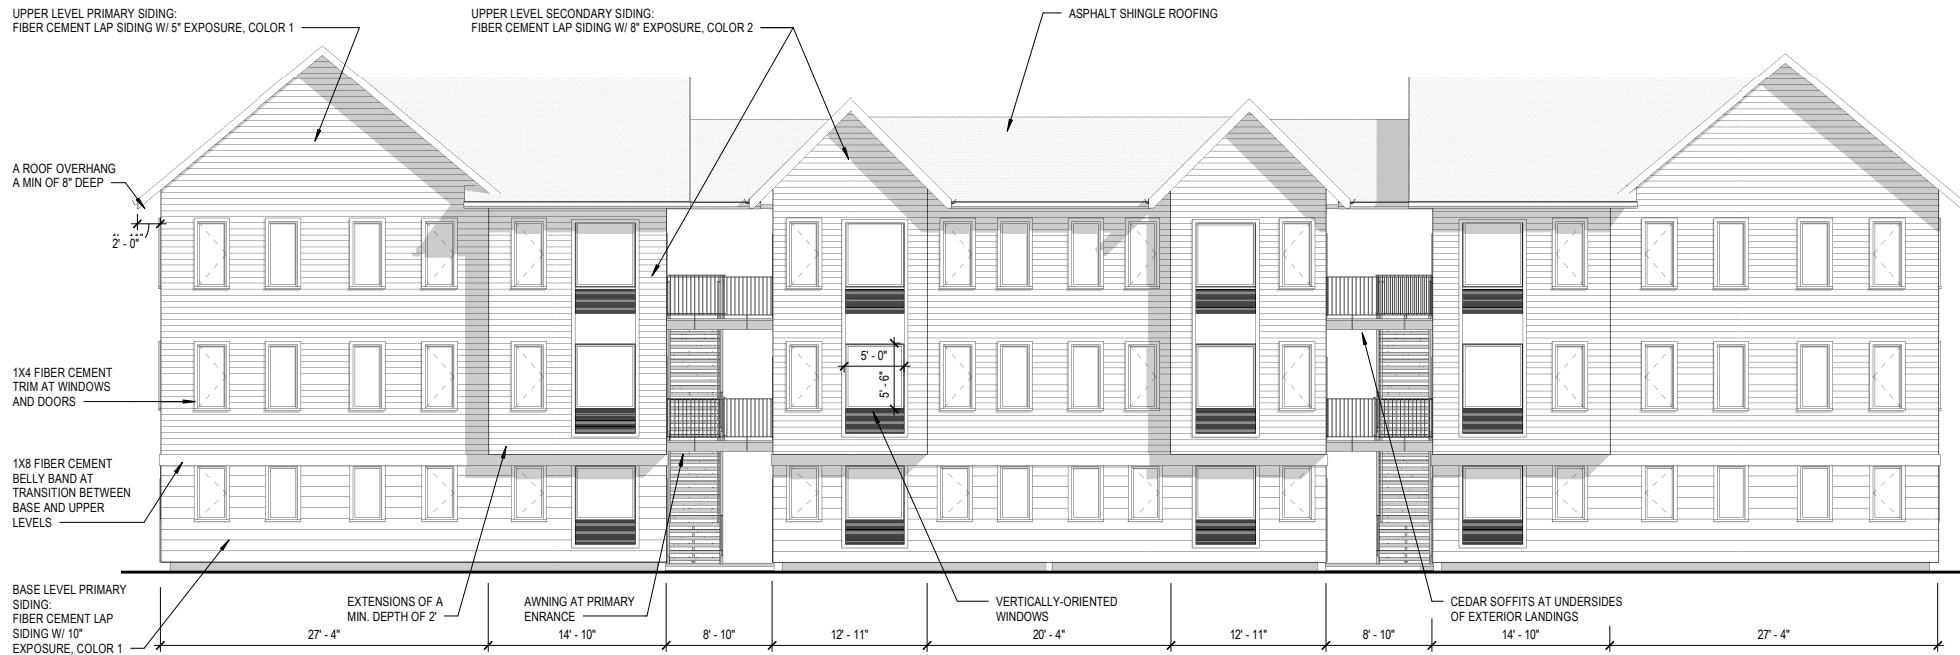 UPPER LEVEL PRIMARY SIDING:
FIBER CEMENT LAP SIDING W/ 5" EXPOSURE, COLOR 1
UPPER LEVEL SECONDARY SIDING:
FIBER CEMENT LAP SIDING W/ 8" EXPOSURE, COLOR 2
ASPHALT SHINGLE ROOFING
A ROOF OVERHANG
A MIN OF 8" DEEP
2' - 0"
5' - 0"
5' - 6"
1X4 FIBER CEMENT
TRIM AT WINDOWS
AND DOORS
1X8 FIBER CEMENT
BELLY BAND AT
TRANSITION BETWEEN
BASE AND UPPER
LEVELS
BASE LEVEL PRIMARY
SIDING:
FIBER CEMENT LAP
SIDING W/ 10"
EXPOSURE, COLOR 1
EXTENSIONS OF A
MIN. DEPTH OF 2'
AWNING AT PRIMARY
ENRANCE
VERTICALLY-ORIENTED
WINDOWS
CEDAR SOFFITS AT UNDERSIDES
OF EXTERIOR LANDINGS
27' - 4"
14' - 10"
8' - 10"
12' - 11"
20' - 4"
12' - 11"
8' - 10"
14' - 10"
27' - 4"